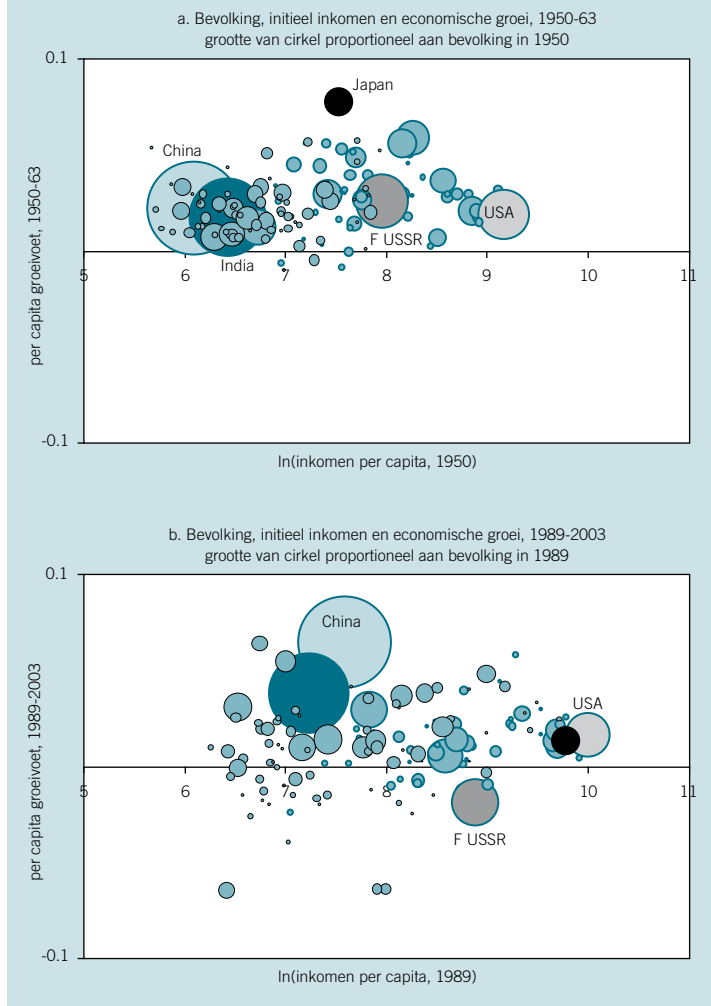 a. Bevolking, initieel inkomen en economische groei, 1950-63
grootte van cirkel proportioneel aan bevolking in 1950
0.1
Japan
China
USA
F USSR
India
5 6 7 8 9 10 11
per capita groeivoet, 1950-63
-0.1
ln(inkomen per capita, 1950)
b. Bevolking, initieel inkomen en economische groei, 1989-2003
grootte van cirkel proportioneel aan bevolking in 1989
0.1
China
USA
5 6 7 8 9 10 11
F USSR
per capita groeivoet, 1989-2003
-0.1
ln(inkomen per capita, 1989)